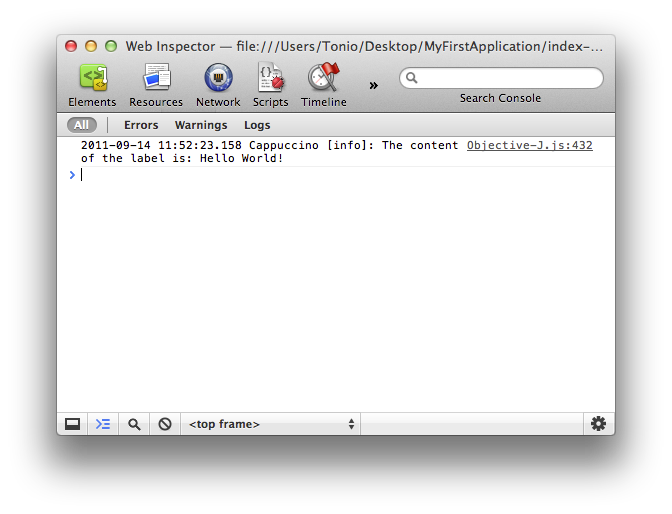 Web Inspector — file:///Users/Tonio/Desktop/MyFirstApplication/index-...
Elements Resources Network Scripts Timeline » Search Console
All Errors Warnings Logs
2011-09-14 11:52:23.158 Cappuccino [info]: The content Objective-J.js:432
of the label is: Hello World!
<top frame>